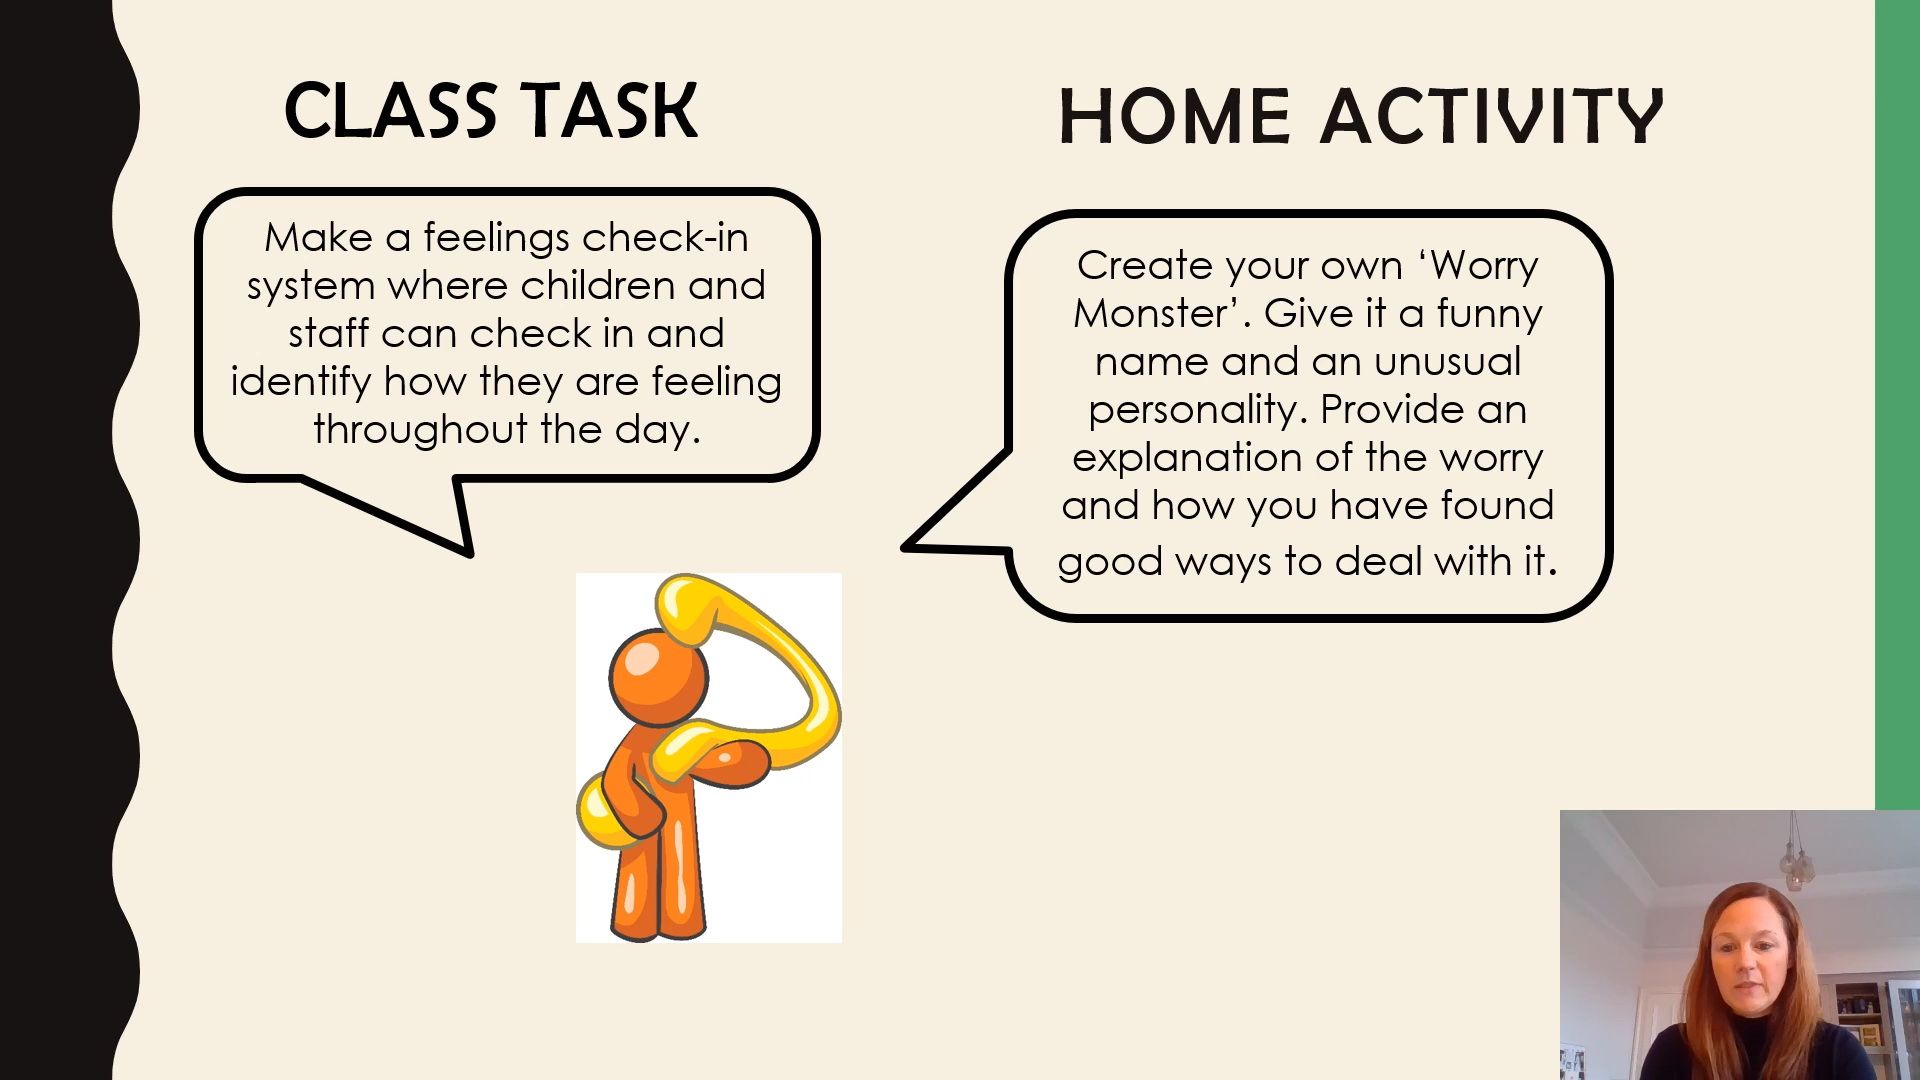 CLASS TASK
Make a feelings check-in
system where children and
staff can check in and
identify how they are feeling
throughout the day.
HOME ACTIVITY
Create your own ‘Worry
Monster’. Give it a funny
name and an unusual
personality. Provide an
explanation of the worry
and how you have found
good ways to deal with it.